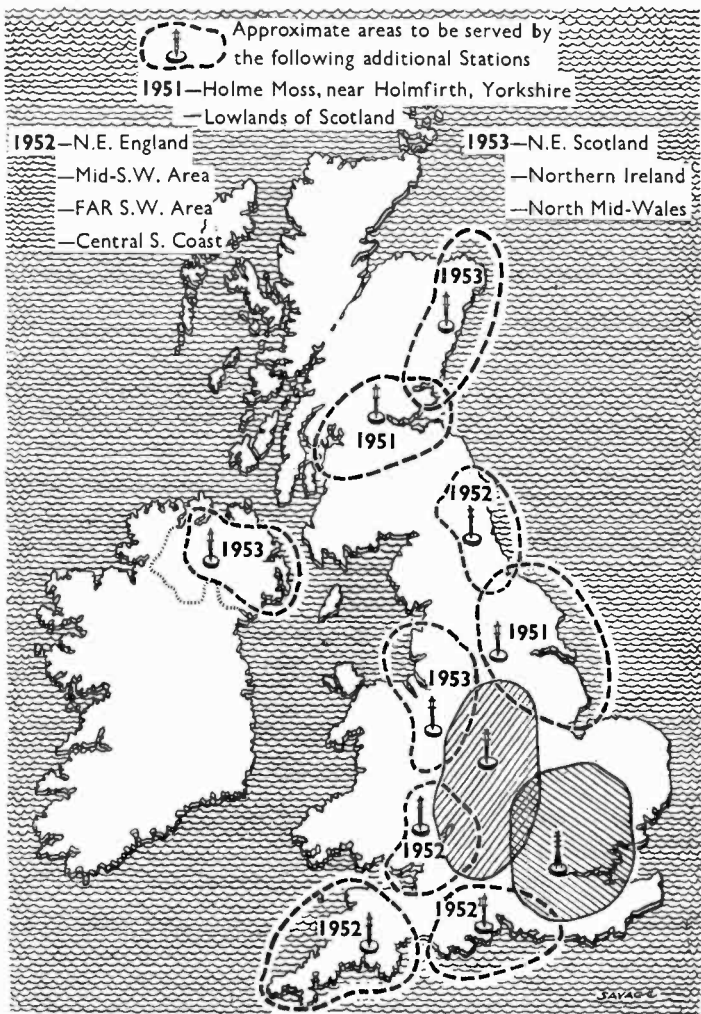 Approximate areas to be served by
the following additional Stations
1951—Holme Moss, near Holmfirth, Yorkshire
—Lowlands of Scotland
1952—N.E. England
—Mid-S.W. Area
—FAR S.W. Area
—Central S. Coast
1953—N.E. Scotland
—Northern Ireland
—North Mid-Wales
1953
1951
1952
1953
1951
1953
1952
1952
1952
SAVAGE